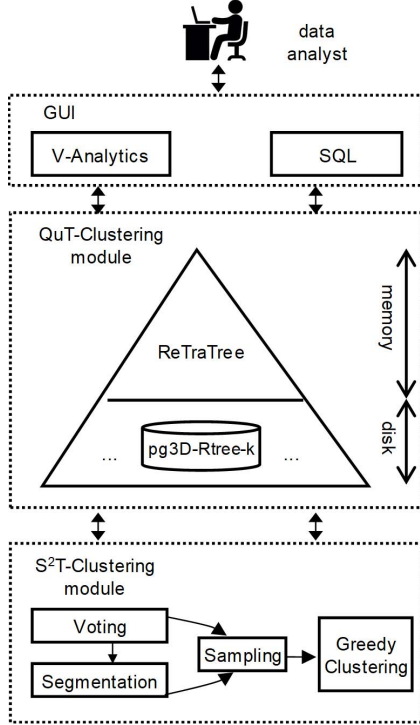 data
analyst
GUI
V-Analytics
SQL
QuT-Clustering
module
ReTraTree
memory
...
pg3D-Rtree-k
...
disk
S²T-Clustering
module
Voting
Segmentation
Sampling
Greedy
Clustering